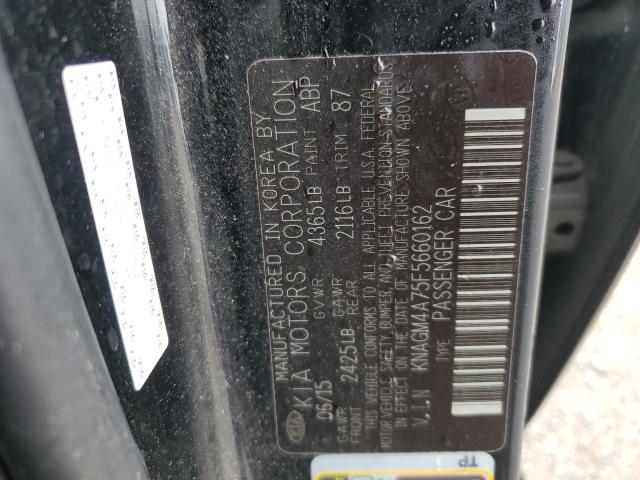 MANUFACTURED IN KOREA BY
KIA MOTORS CORPORATION
05/15 GVWR 4365LB PAINT ABP
GAWR FRONT 2425LB GAWR REAR 2116LB TRIM 87
THIS VEHICLE CONFORMS TO ALL APPLICABLE U.S.A. FEDERAL
MOTOR VEHICLE SAFETY, BUMPER, AND THEFT PREVENTION STANDARDS
IN EFFECT ON THE DATE OF MANUFACTURE SHOWN ABOVE
V.I.N KNAGM4A75F5660162
PASSENGER CAR
TP